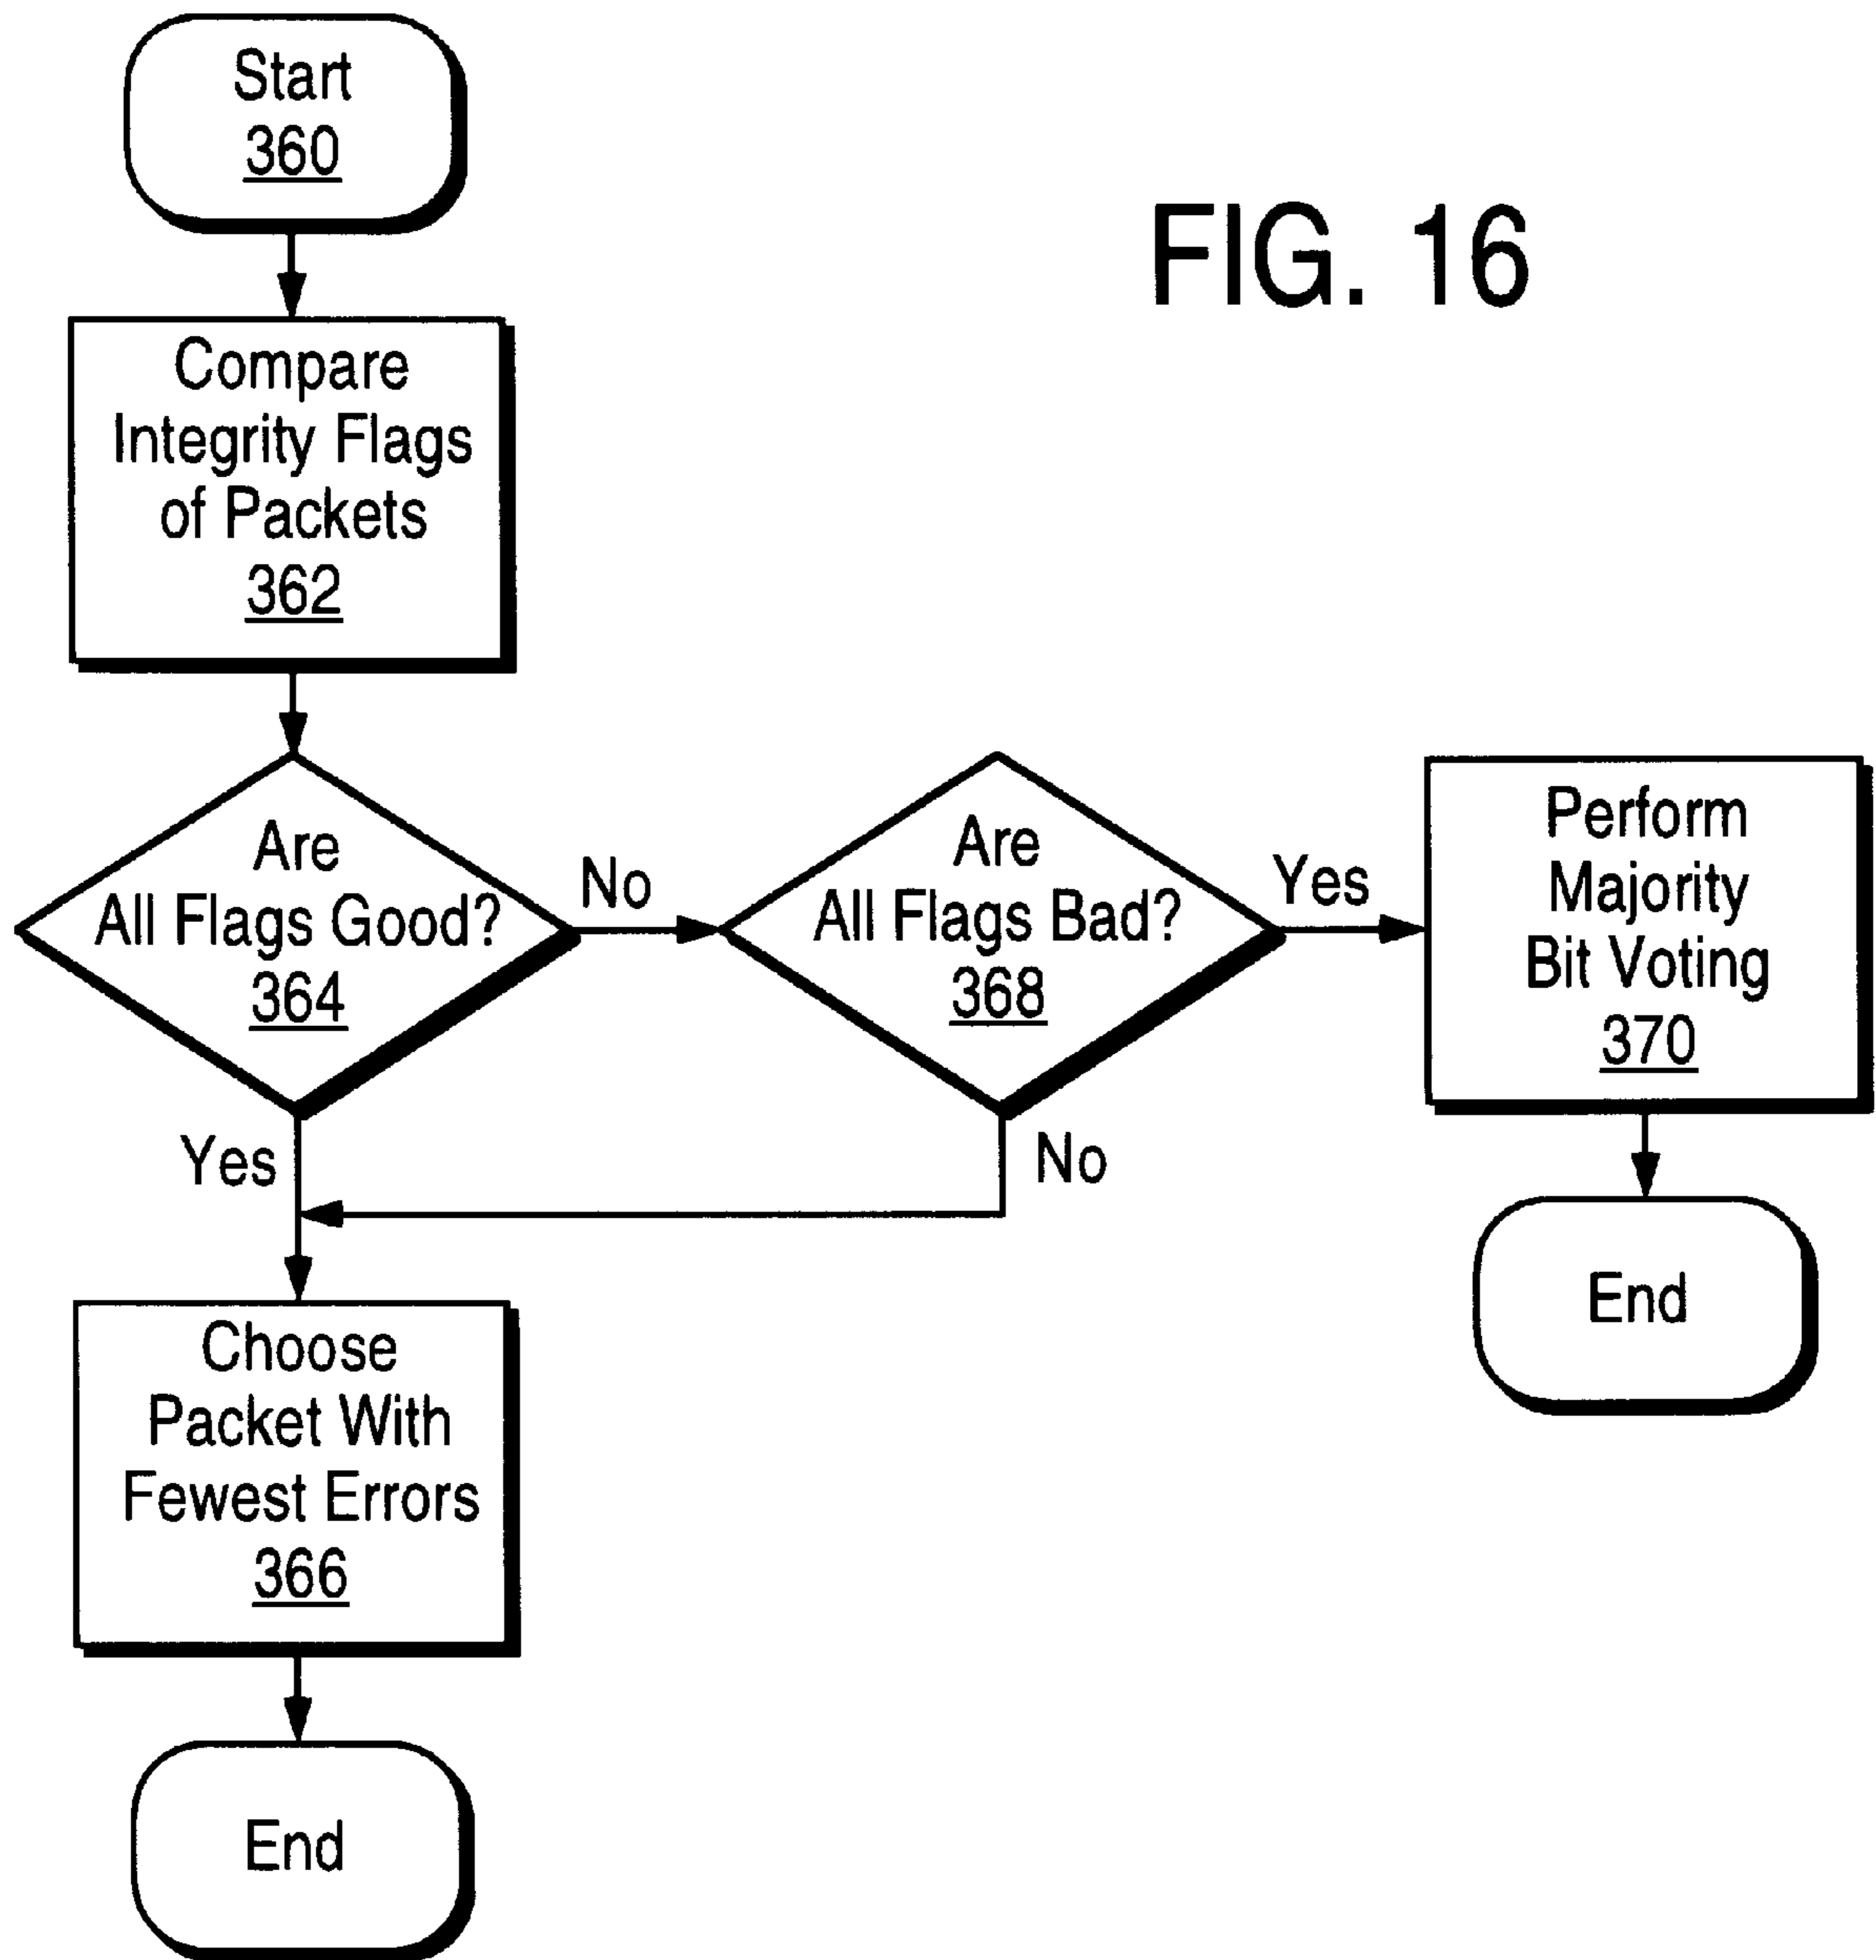 Start
360
FIG. 16
Compare
Integrity Flags
of Packets
362
Are
All Flags Good?
364
No
Yes
Are
All Flags Bad?
368
Yes
No
Perform
Majority
Bit Voting
370
End
Choose
Packet With
Fewest Errors
366
End